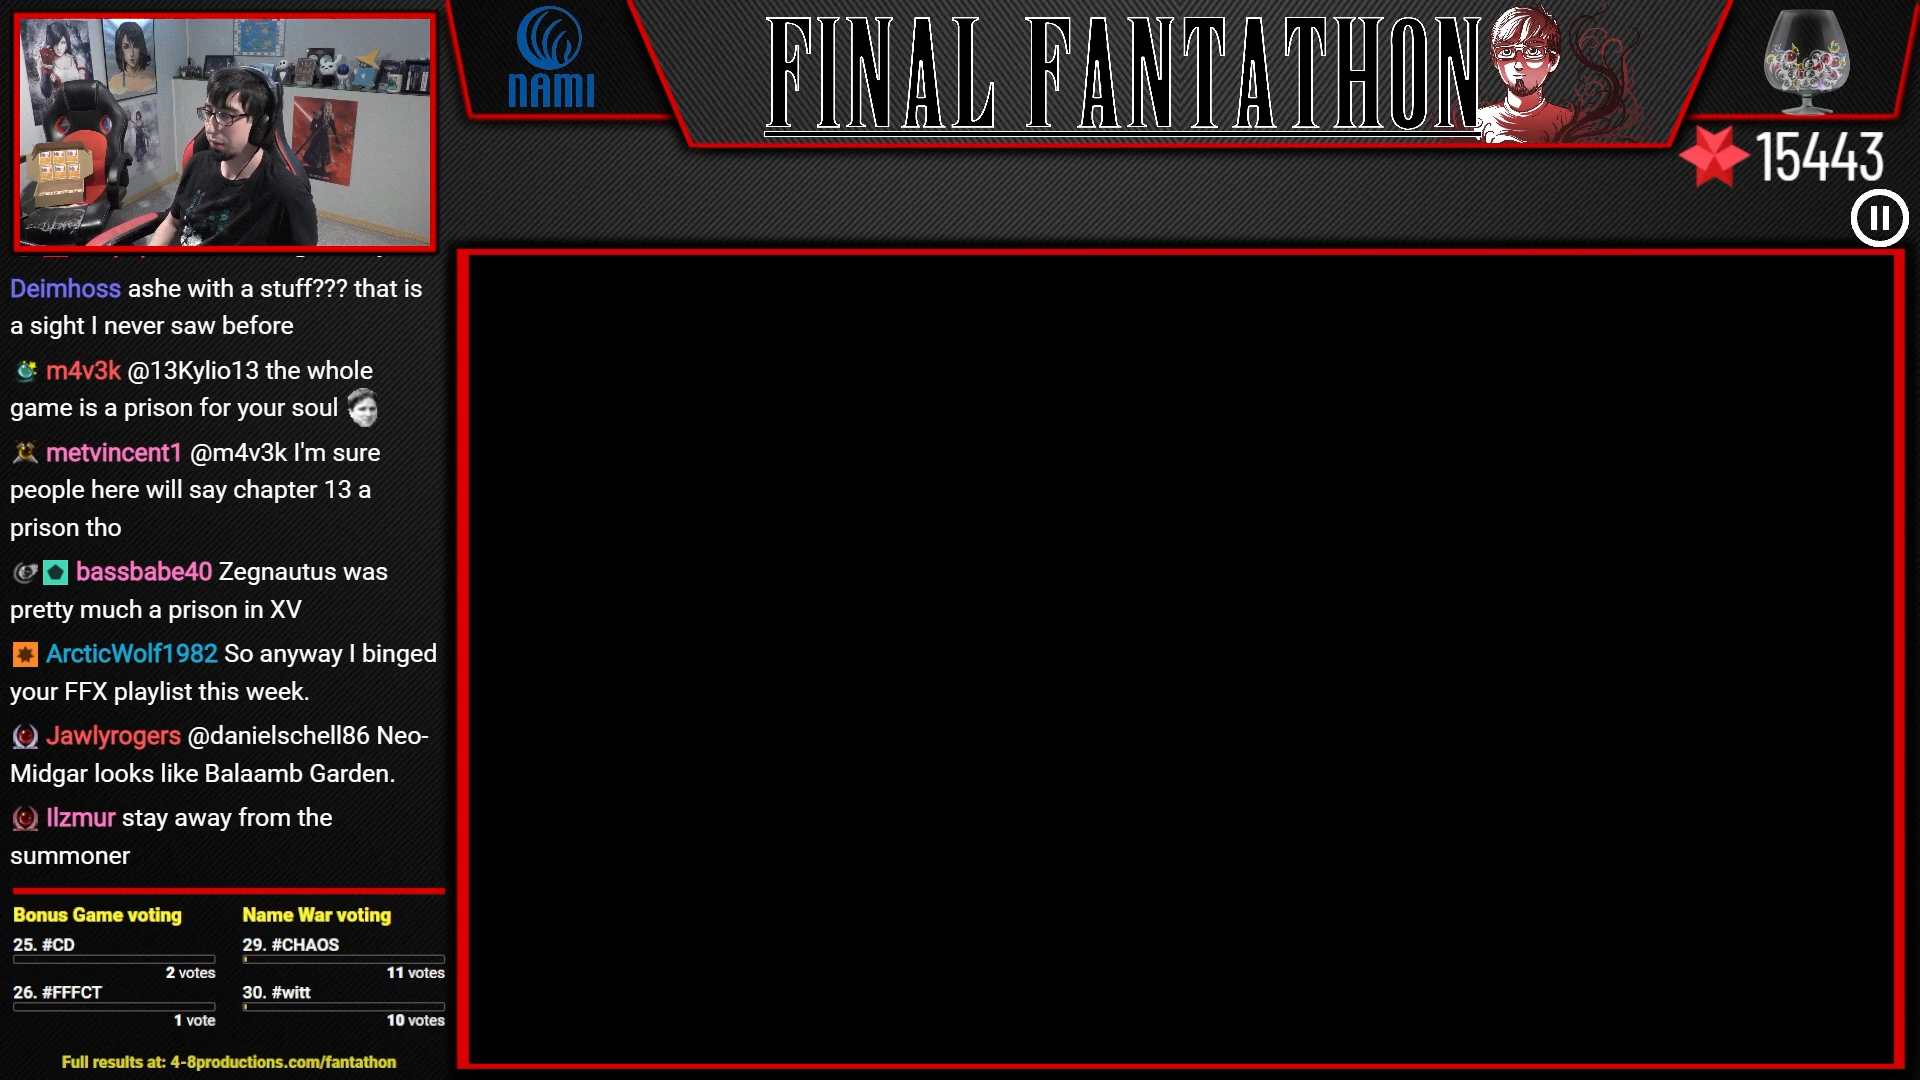 NAMI
FINAL FANTATHON
15443
Deimhoss ashe with a stuff??? that is
a sight I never saw before
m4v3k @13Kylio13 the whole
game is a prison for your soul
metvincent1 @m4v3k I'm sure
people here will say chapter 13 a
prison tho
bassbabe40 Zegnautus was
pretty much a prison in XV
ArcticWolf1982 So anyway I binged
your FFX playlist this week.
Jawlyrogers @danielschell86 Neo-
Midgar looks like Balaamb Garden.
Ilzmur stay away from the
summoner
Bonus Game voting
25. #CD
2 votes
26. #FFFCT
1 vote
Name War voting
29. #CHAOS
11 votes
30. #witt
10 votes
Full results at: 4-8productions.com/fantathon